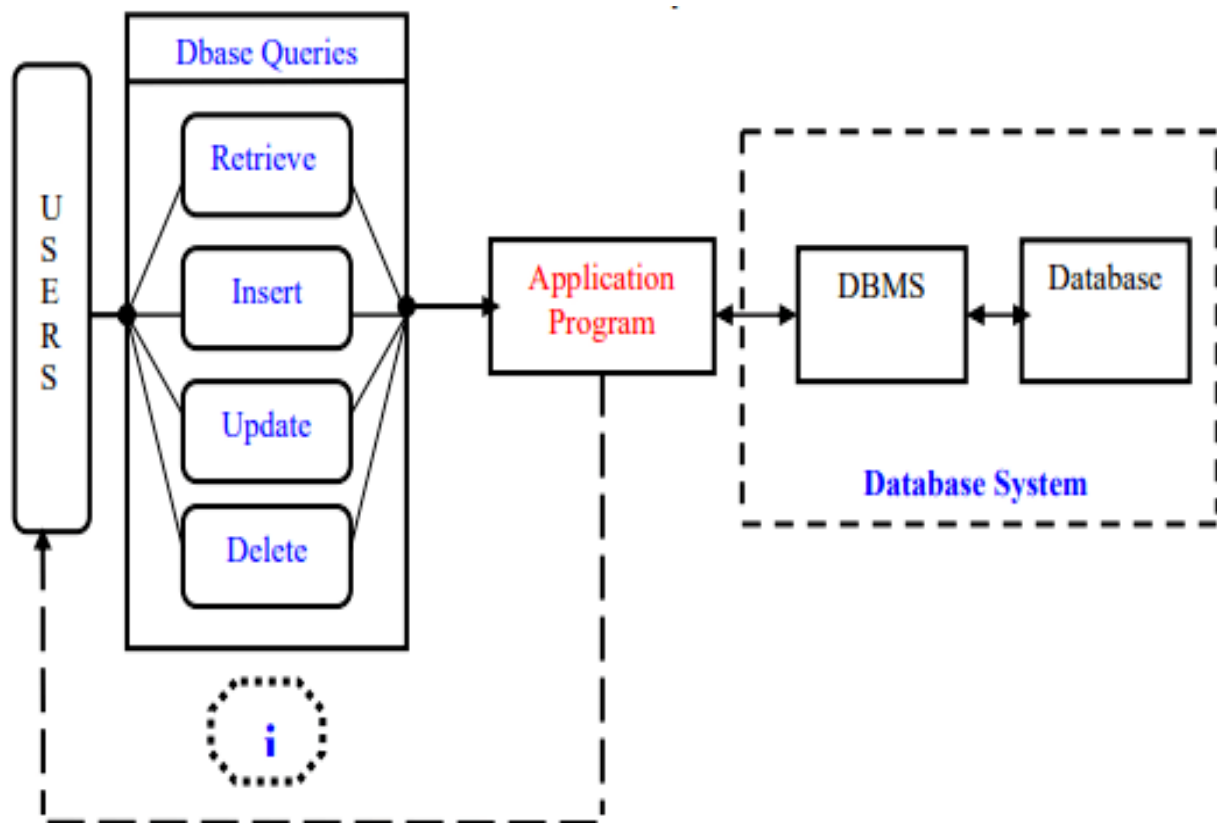 Dbase Queries
U
S
E
R
S
Retrieve
Insert
Update
Delete
Application
Program
DBMS
Database
Database System
i